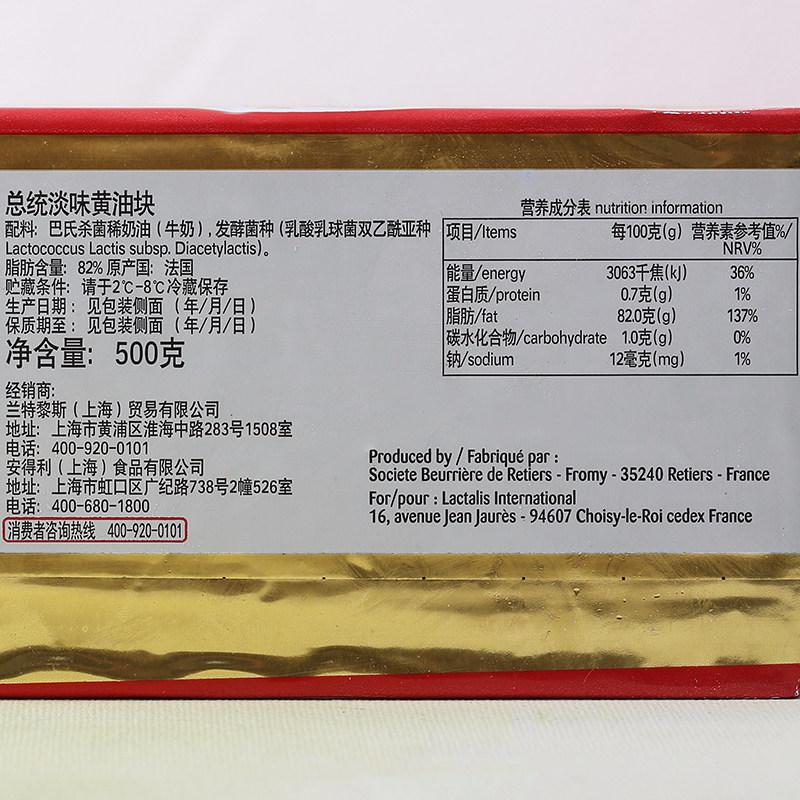 总统淡味黄油块
配料: 巴氏杀菌稀奶油（牛奶）, 发酵菌种（乳酸乳球菌双乙酰亚种
Lactococcus Lactis subsp. Diacetylactis)。
脂肪含量: 82% 原产国: 法国
贮藏条件: 请于2℃-8℃冷藏保存
生产日期: 见包装侧面 （年/月/日）
保质期至: 见包装侧面 （年/月/日）
净含量: 500克
经销商:
兰特黎斯（上海）贸易有限公司
地址: 上海市黄浦区淮海中路283号1508室
电话: 400-920-0101
安得利（上海）食品有限公司
地址: 上海市虹口区广纪路738号2幢526室
电话: 400-680-1800
消费者咨询热线 400-920-0101
营养成分表 nutrition information
项目/Items 每100克(g) 营养素参考值%/
NRV%
能量/energy 3063千焦(kJ) 36%
蛋白质/protein 0.7克(g) 1%
脂肪/fat 82.0克(g) 137%
碳水化合物/carbohydrate 1.0克(g) 0%
钠/sodium 12毫克(mg) 1%
Produced by / Fabriqué par :
Societe Beurrière de Retiers - Fromy - 35240 Retiers - France
For/pour : Lactalis International
16, avenue Jean Jaurès - 94607 Choisy-le-Roi cedex France